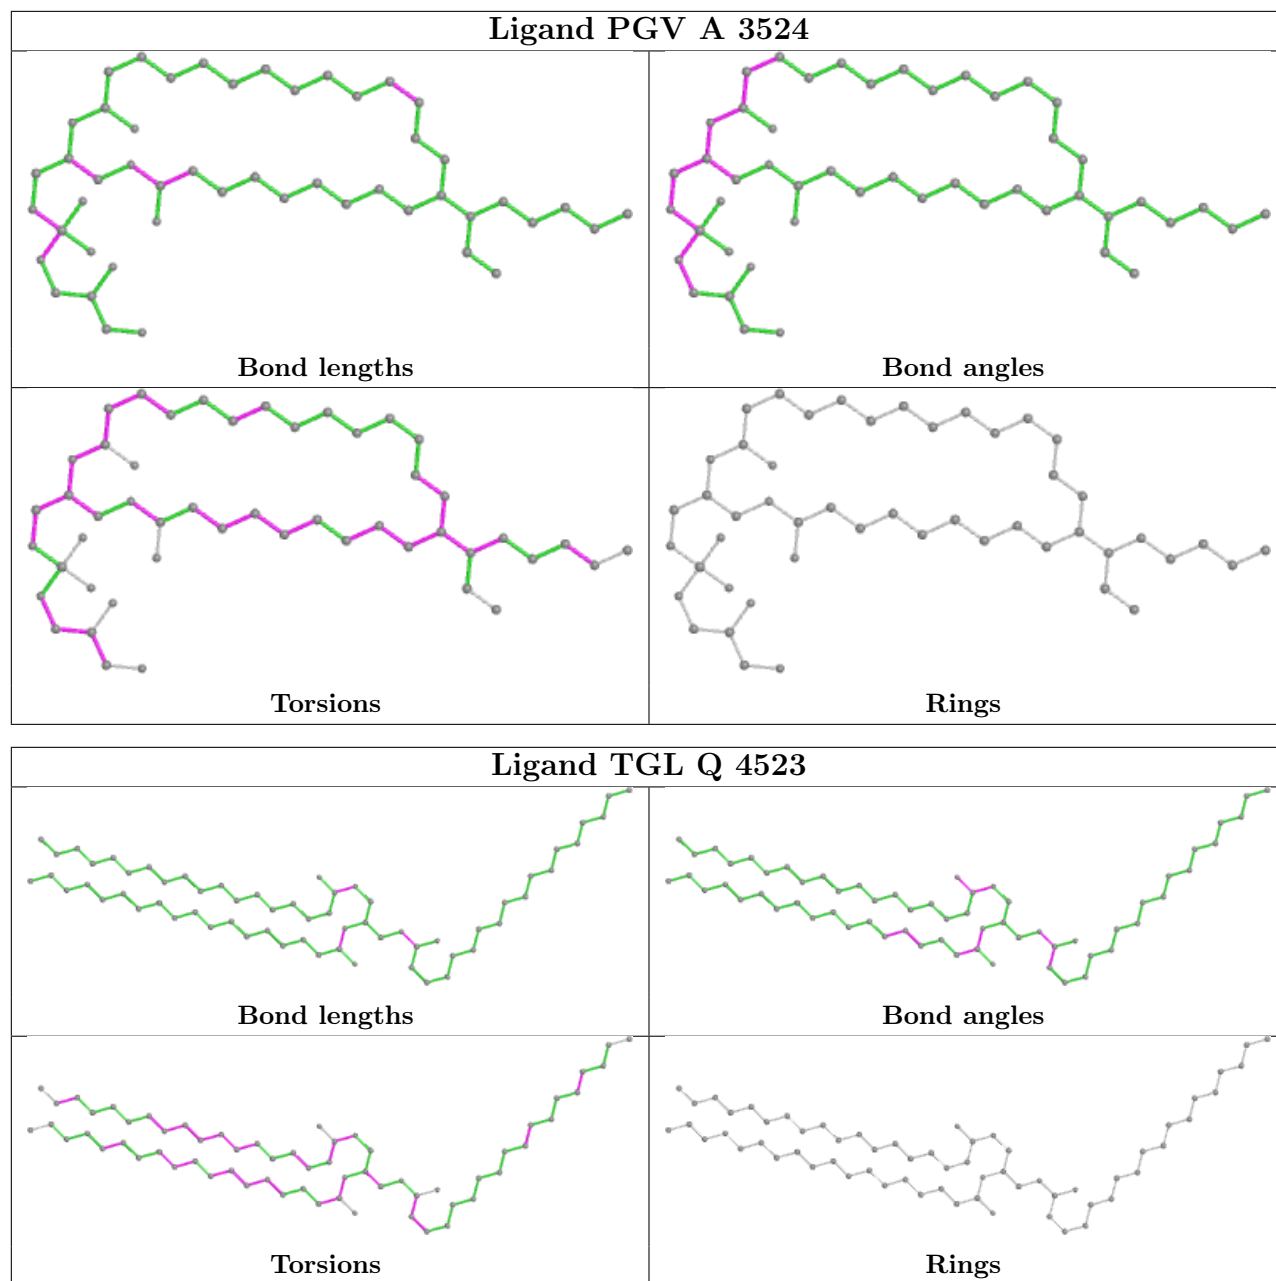 Ligand PGV A 3524
Bond lengths
Bond angles
Torsions
Rings
Ligand TGL Q 4523
Bond lengths
Bond angles
Torsions
Rings